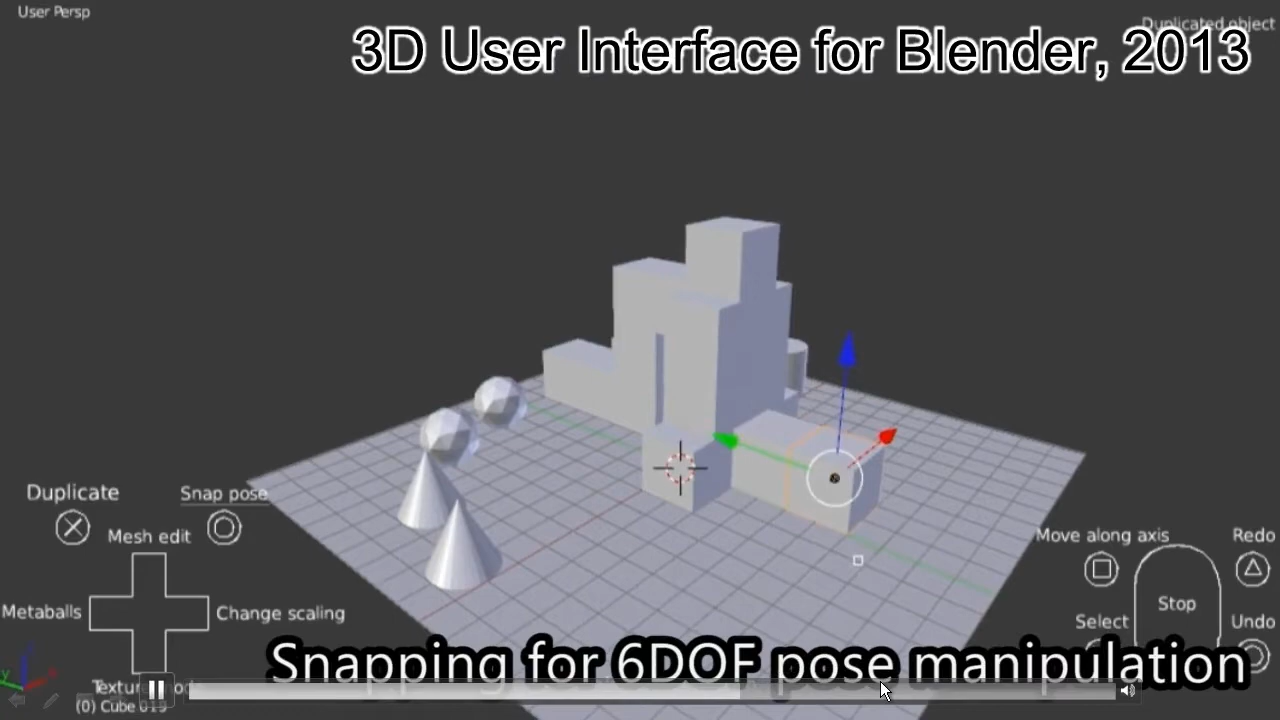 User Persp
Duplicated object
3D User Interface for Blender, 2013
Duplicate
Snap pose
Mesh edit
Metaballs
Change scaling
Move along axis
Redo
Stop
Select
Undo
Snapping for 6DOF pose manipulation
(0) Cube 019